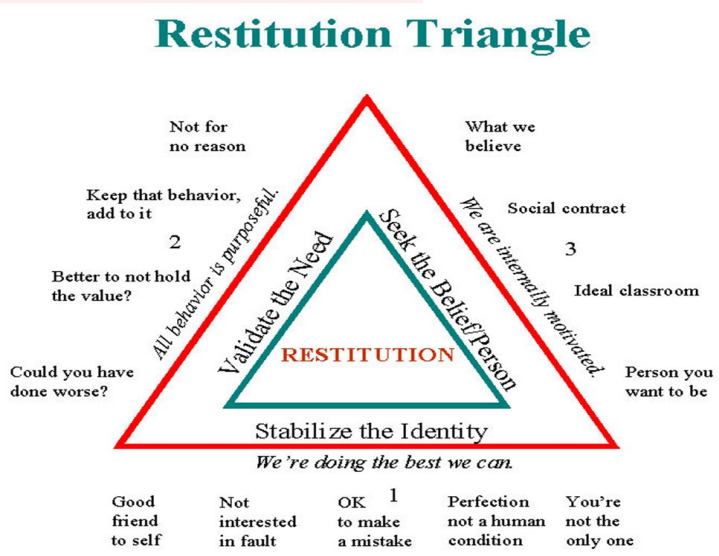 Restitution Triangle
Not for
no reason
What we
believe
Keep that behavior,
add to it
Social contract
2
3
Better to not hold
the value?
Ideal classroom
Could you have
done worse?
Person you
want to be
All behavior is purposeful.
We are internally motivated.
Validate the Need
Seek the Belief/Person
RESTITUTION
Stabilize the Identity
We're doing the best we can.
1
Good
friend
to self
Not
interested
in fault
OK
to make
a mistake
Perfection
not a human
condition
You're
not the
only one